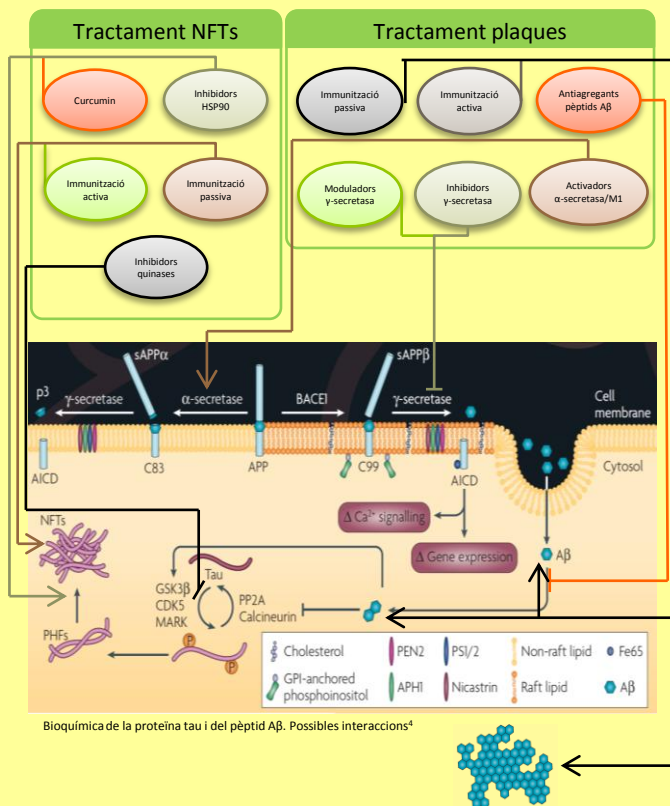 Tractament NFTs
Tractament plaques
Curcumin
Inhibidors
HSP90
Immunització
activa
Immunització
passiva
Inhibidors
quinases
Immunització
passiva
Immunització
activa
Antiagregants
pèptids Aβ
Moduladors
γ-secretasa
Inhibidors
γ-secretasa
Activadors
α-secretasa/M1
sAPPα
sAPPβ
p3
γ-secretase
α-secretase
BACE1
γ-secretase
Cell
membrane
Cytosol
AICD
C83
APP
C99
AICD
Δ Ca²⁺ signalling
Δ Gene expression
Aβ
NFTs
Tau
GSK3β
CDK5
MARK
PP2A
Calcineurin
PHFs
P
P
Cholesterol
PEN2
PS1/2
Non-raft lipid
Fe65
GPI-anchored
phosphoinositol
APH1
Nicastrin
Raft lipid
Aβ
Bioquímica de la proteïna tau i del pèptid Aβ. Possibles interaccions⁴